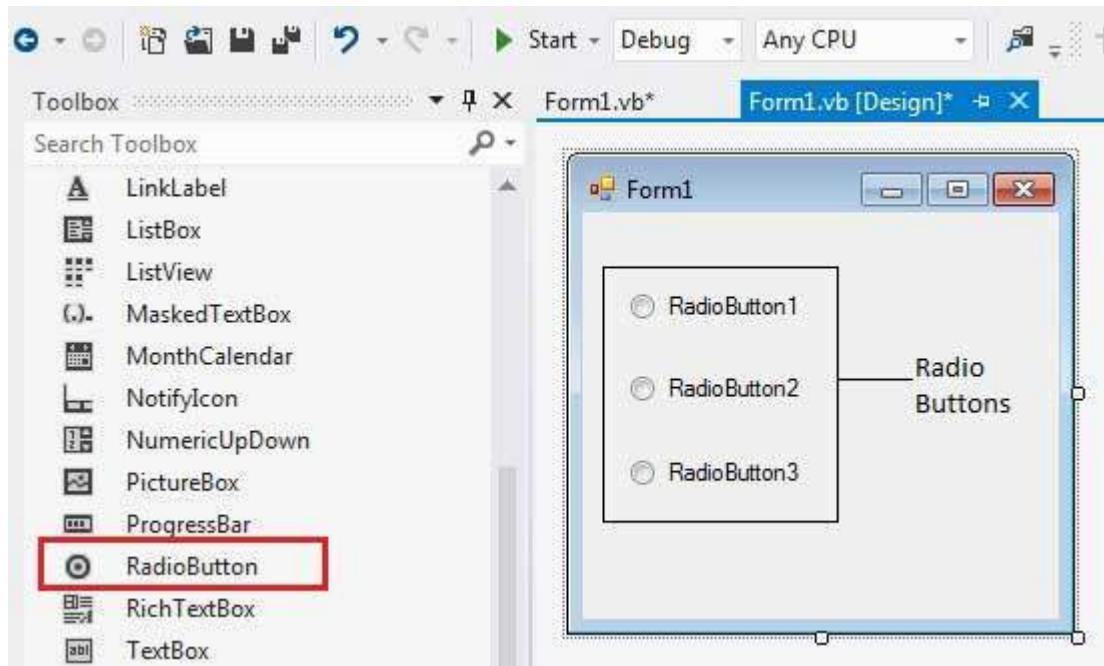 Start Debug Any CPU
Toolbox
Form1.vb* Form1.vb [Design]*
Search Toolbox
LinkLabel
ListBox
ListView
MaskedTextBox
MonthCalendar
NotifyIcon
NumericUpDown
PictureBox
ProgressBar
RadioButton
RichTextBox
TextBox
Form1
RadioButton1
RadioButton2
RadioButton3
Radio
Buttons